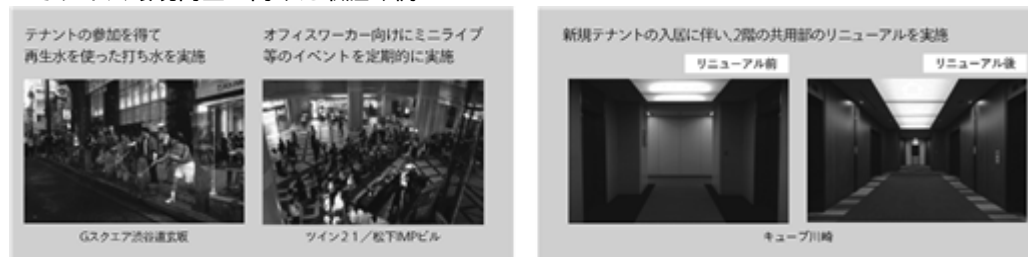 テナントの参加を得て
再生水を使った打ち水を実施
Gスクエア渋谷道玄坂
オフィスワーカー向けにミニライブ
等のイベントを定期的に実施
ツイン21／松下IMPビル
新規テナントの入居に伴い、2階の共用部のリニューアルを実施
リニューアル前
リニューアル後
キューブ川崎